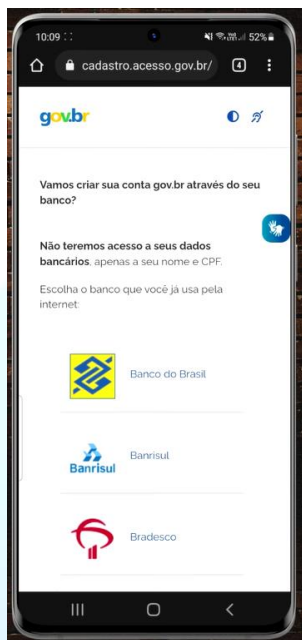 10:09
52%
cadastro.acesso.gov.br/
4
gov.br
Vamos criar sua conta gov.br através do seu
banco?
Não teremos acesso a seus dados
bancários, apenas a seu nome e CPF.
Escolha o banco que você já usa pela
internet:
Banco do Brasil
Banrisul
Banrisul
Bradesco